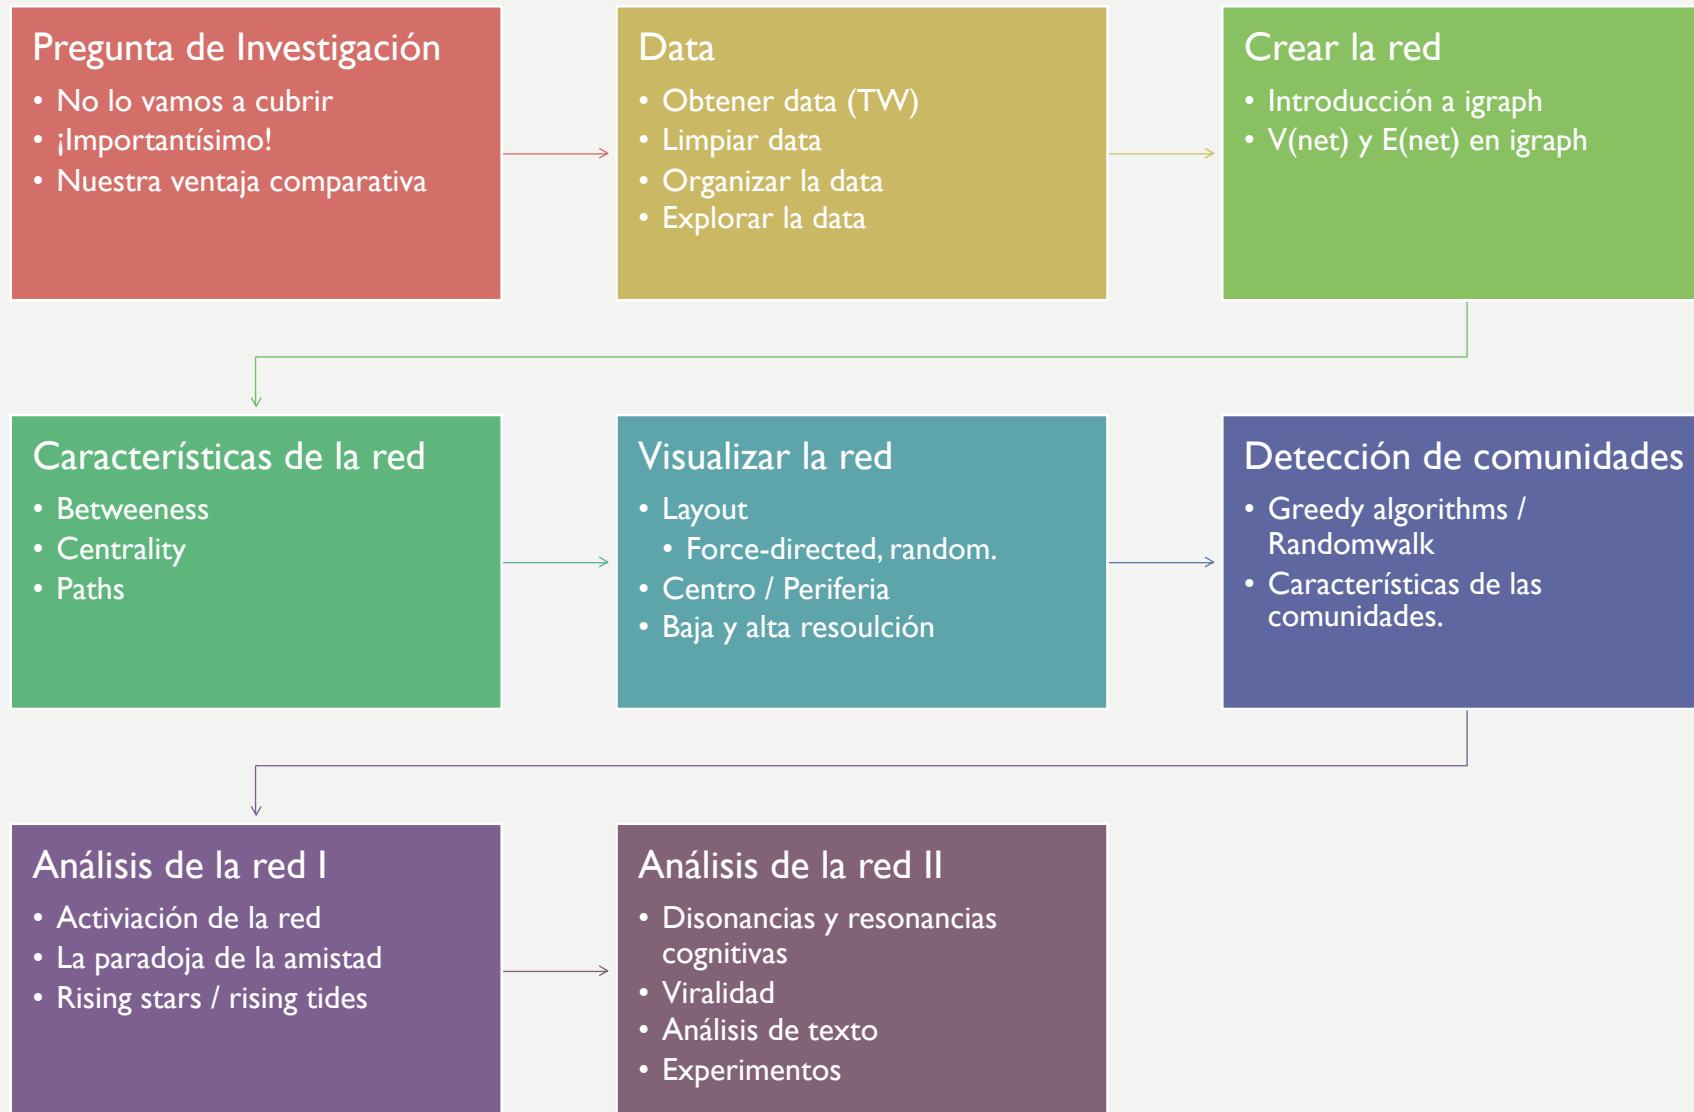 Pregunta de Investigación
• No lo vamos a cubrir
• ¡Importantísimo!
• Nuestra ventaja comparativa
Data
• Obtener data (TW)
• Limpiar data
• Organizar la data
• Explorar la data
Crear la red
• Introducción a igraph
• V(net) y E(net) en igraph
Características de la red
• Betweeness
• Centrality
• Paths
Visualizar la red
• Layout
• Force-directed, random.
• Centro / Periferia
• Baja y alta resoulción
Detección de comunidades
• Greedy algorithms /
Randomwalk
• Características de las
comunidades.
Análisis de la red I
• Activiación de la red
• La paradoja de la amistad
• Rising stars / rising tides
Análisis de la red II
• Disonancias y resonancias
cognitivas
• Viralidad
• Análisis de texto
• Experimentos